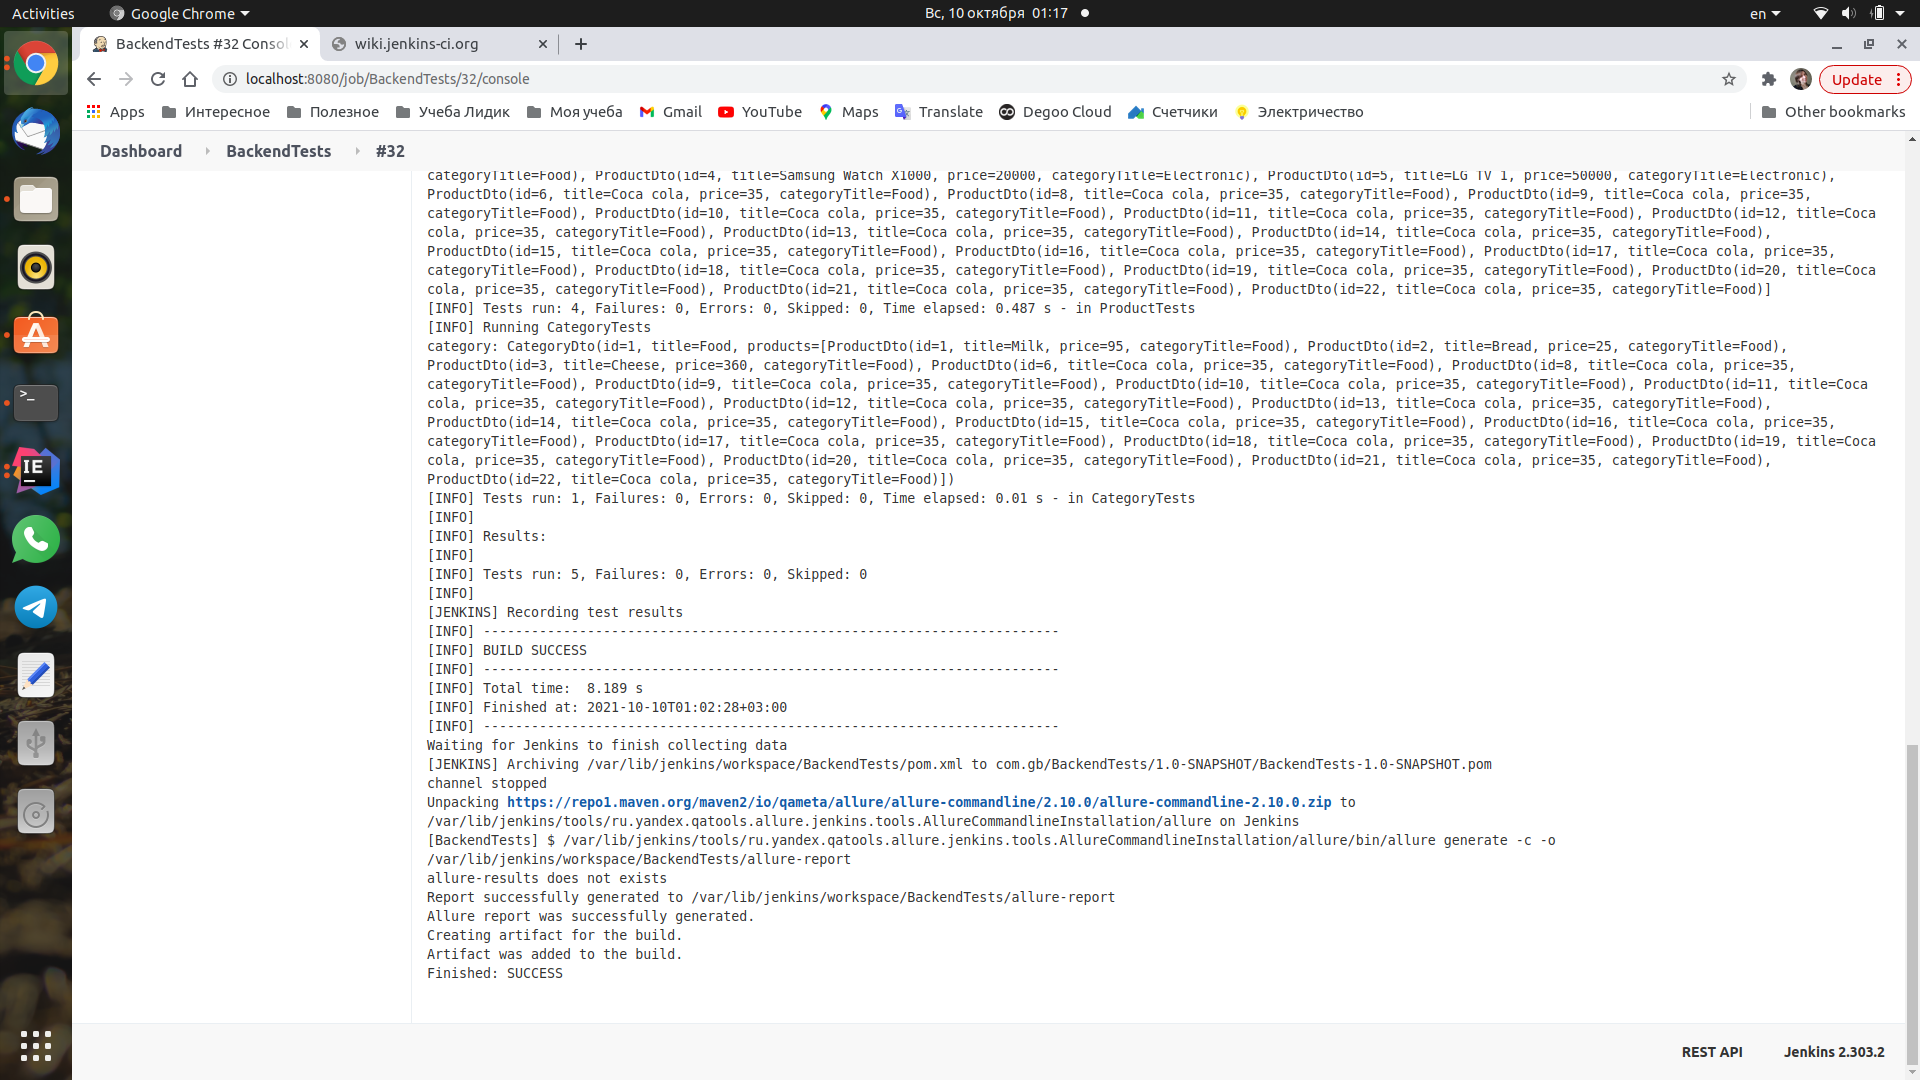 Activities
Google Chrome
Вс, 10 октября 01:17
en
BackendTests #32 Consol
wiki.jenkins-ci.org
localhost:8080/job/BackendTests/32/console
Update
Apps
Интересное
Полезное
Учеба Лидик
Моя учеба
Gmail
YouTube
Maps
Translate
Degoo Cloud
Счетчики
Электричество
Other bookmarks
Dashboard
BackendTests
#32
categoryTitle=Food), ProductDto(id=4, title=Samsung Watch X1000, price=20000, categoryTitle=Electronic), ProductDto(id=5, title=LG TV 1, price=50000, categoryTitle=Electronic),
ProductDto(id=6, title=Coca cola, price=35, categoryTitle=Food), ProductDto(id=8, title=Coca cola, price=35, categoryTitle=Food), ProductDto(id=9, title=Coca cola, price=35,
categoryTitle=Food), ProductDto(id=10, title=Coca cola, price=35, categoryTitle=Food), ProductDto(id=11, title=Coca cola, price=35, categoryTitle=Food), ProductDto(id=12, title=Coca
cola, price=35, categoryTitle=Food), ProductDto(id=13, title=Coca cola, price=35, categoryTitle=Food), ProductDto(id=14, title=Coca cola, price=35, categoryTitle=Food),
ProductDto(id=15, title=Coca cola, price=35, categoryTitle=Food), ProductDto(id=16, title=Coca cola, price=35, categoryTitle=Food), ProductDto(id=17, title=Coca cola, price=35,
categoryTitle=Food), ProductDto(id=18, title=Coca cola, price=35, categoryTitle=Food), ProductDto(id=19, title=Coca cola, price=35, categoryTitle=Food), ProductDto(id=20, title=Coca
cola, price=35, categoryTitle=Food), ProductDto(id=21, title=Coca cola, price=35, categoryTitle=Food), ProductDto(id=22, title=Coca cola, price=35, categoryTitle=Food)]
[INFO] Tests run: 4, Failures: 0, Errors: 0, Skipped: 0, Time elapsed: 0.487 s - in ProductTests
[INFO] Running CategoryTests
category: CategoryDto(id=1, title=Food, products=[ProductDto(id=1, title=Milk, price=95, categoryTitle=Food), ProductDto(id=2, title=Bread, price=25, categoryTitle=Food),
ProductDto(id=3, title=Cheese, price=360, categoryTitle=Food), ProductDto(id=6, title=Coca cola, price=35, categoryTitle=Food), ProductDto(id=8, title=Coca cola, price=35,
categoryTitle=Food), ProductDto(id=9, title=Coca cola, price=35, categoryTitle=Food), ProductDto(id=10, title=Coca cola, price=35, categoryTitle=Food), ProductDto(id=11, title=Coca
cola, price=35, categoryTitle=Food), ProductDto(id=12, title=Coca cola, price=35, categoryTitle=Food), ProductDto(id=13, title=Coca cola, price=35, categoryTitle=Food),
ProductDto(id=14, title=Coca cola, price=35, categoryTitle=Food), ProductDto(id=15, title=Coca cola, price=35, categoryTitle=Food), ProductDto(id=16, title=Coca cola, price=35,
categoryTitle=Food), ProductDto(id=17, title=Coca cola, price=35, categoryTitle=Food), ProductDto(id=18, title=Coca cola, price=35, categoryTitle=Food), ProductDto(id=19, title=Coca
cola, price=35, categoryTitle=Food), ProductDto(id=20, title=Coca cola, price=35, categoryTitle=Food), ProductDto(id=21, title=Coca cola, price=35, categoryTitle=Food),
ProductDto(id=22, title=Coca cola, price=35, categoryTitle=Food)])
[INFO] Tests run: 1, Failures: 0, Errors: 0, Skipped: 0, Time elapsed: 0.01 s - in CategoryTests
[INFO]
[INFO] Results:
[INFO]
[INFO] Tests run: 5, Failures: 0, Errors: 0, Skipped: 0
[INFO]
[JENKINS] Recording test results
[INFO] ------------------------------------------------------------------------
[INFO] BUILD SUCCESS
[INFO] ------------------------------------------------------------------------
[INFO] Total time:  8.189 s
[INFO] Finished at: 2021-10-10T01:02:28+03:00
[INFO] ------------------------------------------------------------------------
Waiting for Jenkins to finish collecting data
[JENKINS] Archiving /var/lib/jenkins/workspace/BackendTests/pom.xml to com.gb/BackendTests/1.0-SNAPSHOT/BackendTests-1.0-SNAPSHOT.pom
channel stopped
Unpacking https://repo1.maven.org/maven2/io/qameta/allure/allure-commandline/2.10.0/allure-commandline-2.10.0.zip to
/var/lib/jenkins/tools/ru.yandex.qatools.allure.jenkins.tools.AllureCommandlineInstallation/allure on Jenkins
[BackendTests] $ /var/lib/jenkins/tools/ru.yandex.qatools.allure.jenkins.tools.AllureCommandlineInstallation/allure/bin/allure generate -c -o
/var/lib/jenkins/workspace/BackendTests/allure-report
allure-results does not exists
Report successfully generated to /var/lib/jenkins/workspace/BackendTests/allure-report
Allure report was successfully generated.
Creating artifact for the build.
Artifact was added to the build.
Finished: SUCCESS
REST API
Jenkins 2.303.2